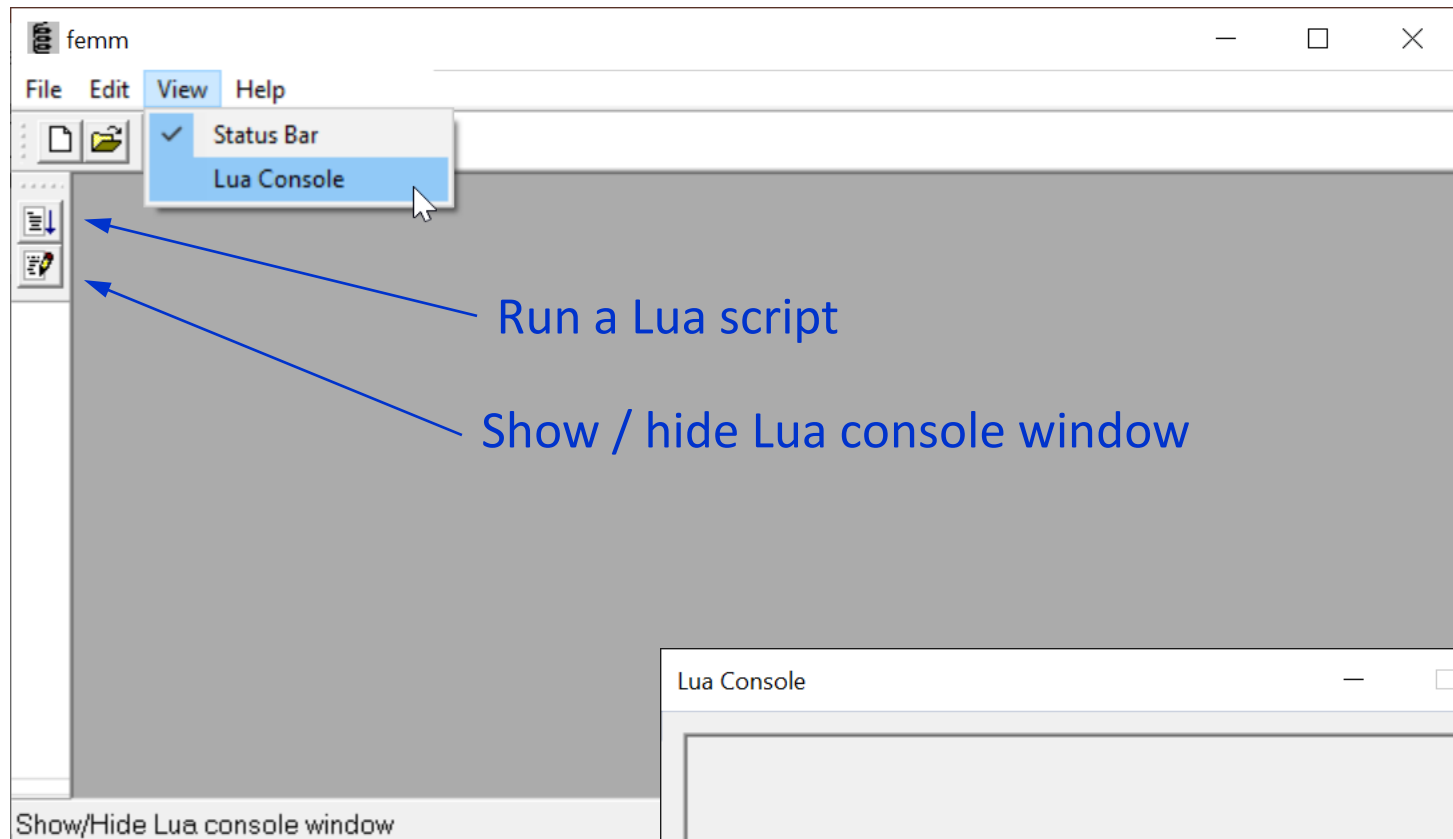 femm
File Edit View Help
Status Bar
Lua Console
Run a Lua script
Show / hide Lua console window
Lua Console
Show/Hide Lua console window